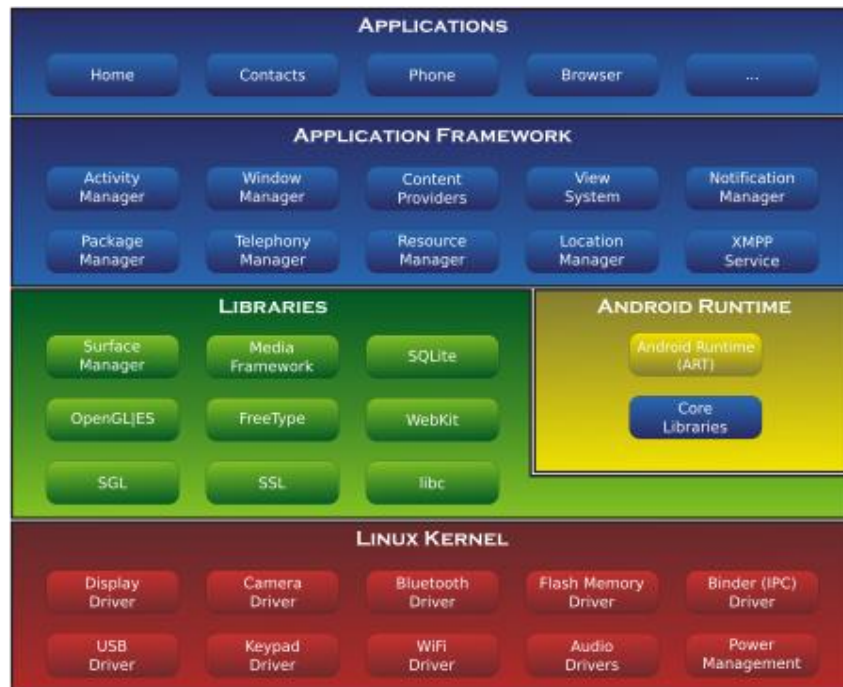 APPLICATIONS
Home
Contacts
Phone
Browser
...
APPLICATION FRAMEWORK
Activity
Manager
Window
Manager
Content
Providers
View
System
Notification
Manager
Package
Manager
Telephony
Manager
Resource
Manager
Location
Manager
XMPP
Service
LIBRARIES
Surface
Manager
Media
Framework
SQLite
OpenGL|ES
FreeType
WebKit
SGL
SSL
libc
ANDROID RUNTIME
Android Runtime
(ART)
Core
Libraries
LINUX KERNEL
Display
Driver
Camera
Driver
Bluetooth
Driver
Flash Memory
Driver
Binder (IPC)
Driver
USB
Driver
Keypad
Driver
WiFi
Driver
Audio
Drivers
Power
Management